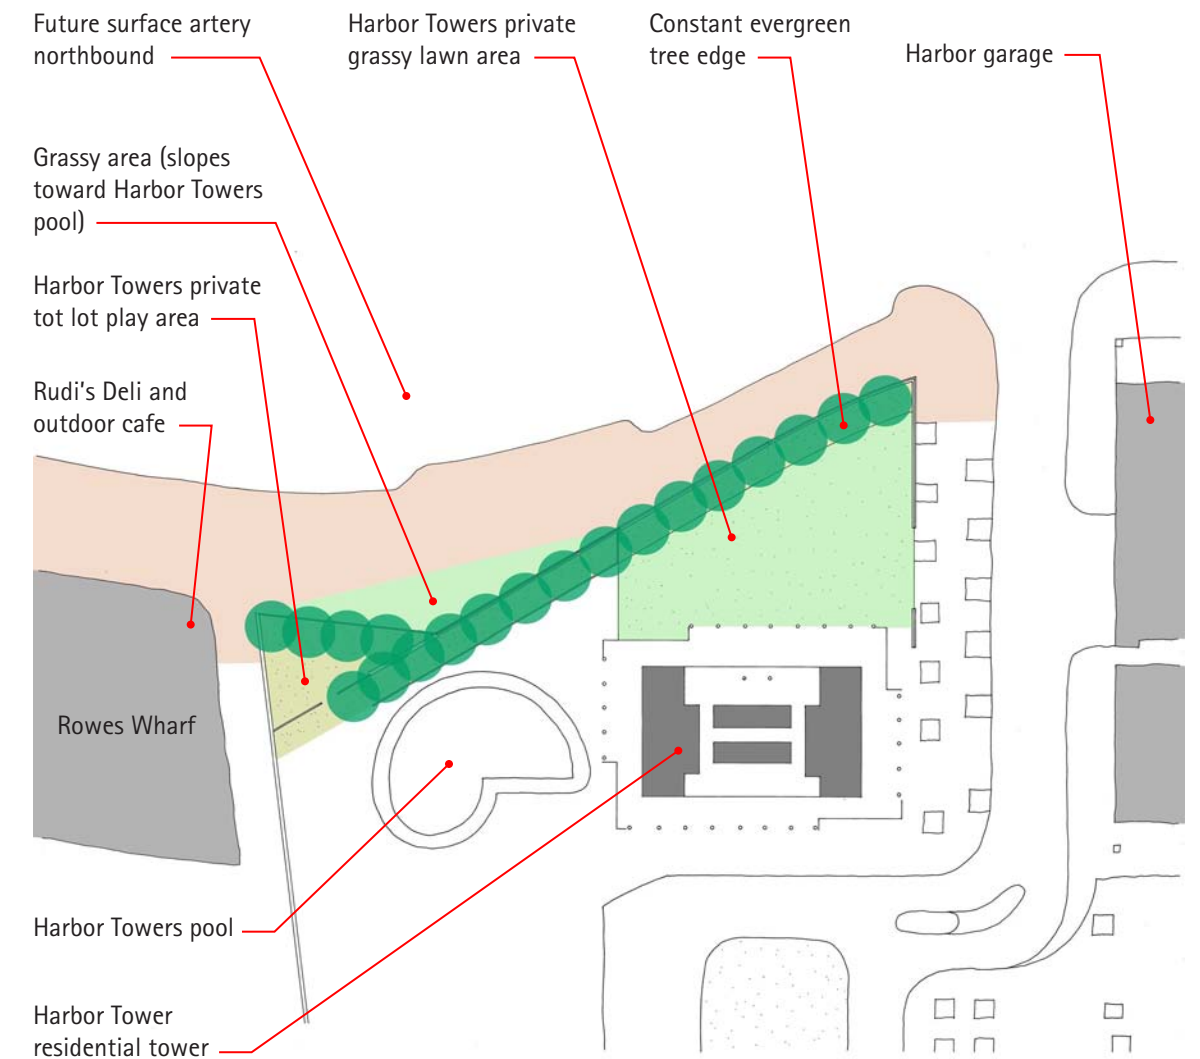 Future surface artery
northbound
Harbor Towers private
grassy lawn area
Constant evergreen
tree edge
Harbor garage
Grassy area (slopes
toward Harbor Towers
pool)
Harbor Towers private
tot lot play area
Rudi's Deli and
outdoor cafe
Rowes Wharf
Harbor Towers pool
Harbor Tower
residential tower